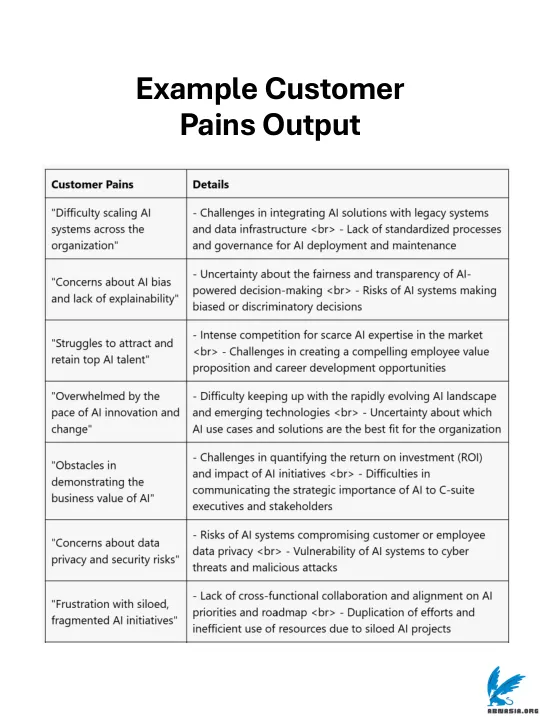 Example Customer
Pains Output
Customer Pains
Details
"Difficulty scaling AI
systems across the
organization"
- Challenges in integrating AI solutions with legacy systems
and data infrastructure <br> - Lack of standardized processes
and governance for AI deployment and maintenance
"Concerns about AI bias
and lack of explainability"
- Uncertainty about the fairness and transparency of AI-
powered decision-making <br> - Risks of AI systems making
biased or discriminatory decisions
"Struggles to attract and
retain top AI talent"
- Intense competition for scarce AI expertise in the market
<br> - Challenges in creating a compelling employee value
proposition and career development opportunities
"Overwhelmed by the
pace of AI innovation and
change"
- Difficulty keeping up with the rapidly evolving AI landscape
and emerging technologies <br> - Uncertainty about which
AI use cases and solutions are the best fit for the organization
"Obstacles in
demonstrating the
business value of AI"
- Challenges in quantifying the return on investment (ROI)
and impact of AI initiatives <br> - Difficulties in
communicating the strategic importance of AI to C-suite
executives and stakeholders
"Concerns about data
privacy and security risks"
- Risks of AI systems compromising customer or employee
data privacy <br> - Vulnerability of AI systems to cyber
threats and malicious attacks
"Frustration with siloed,
fragmented AI initiatives"
- Lack of cross-functional collaboration and alignment on AI
priorities and roadmap <br> - Duplication of efforts and
inefficient use of resources due to siloed AI projects
ABNASIA.ORG